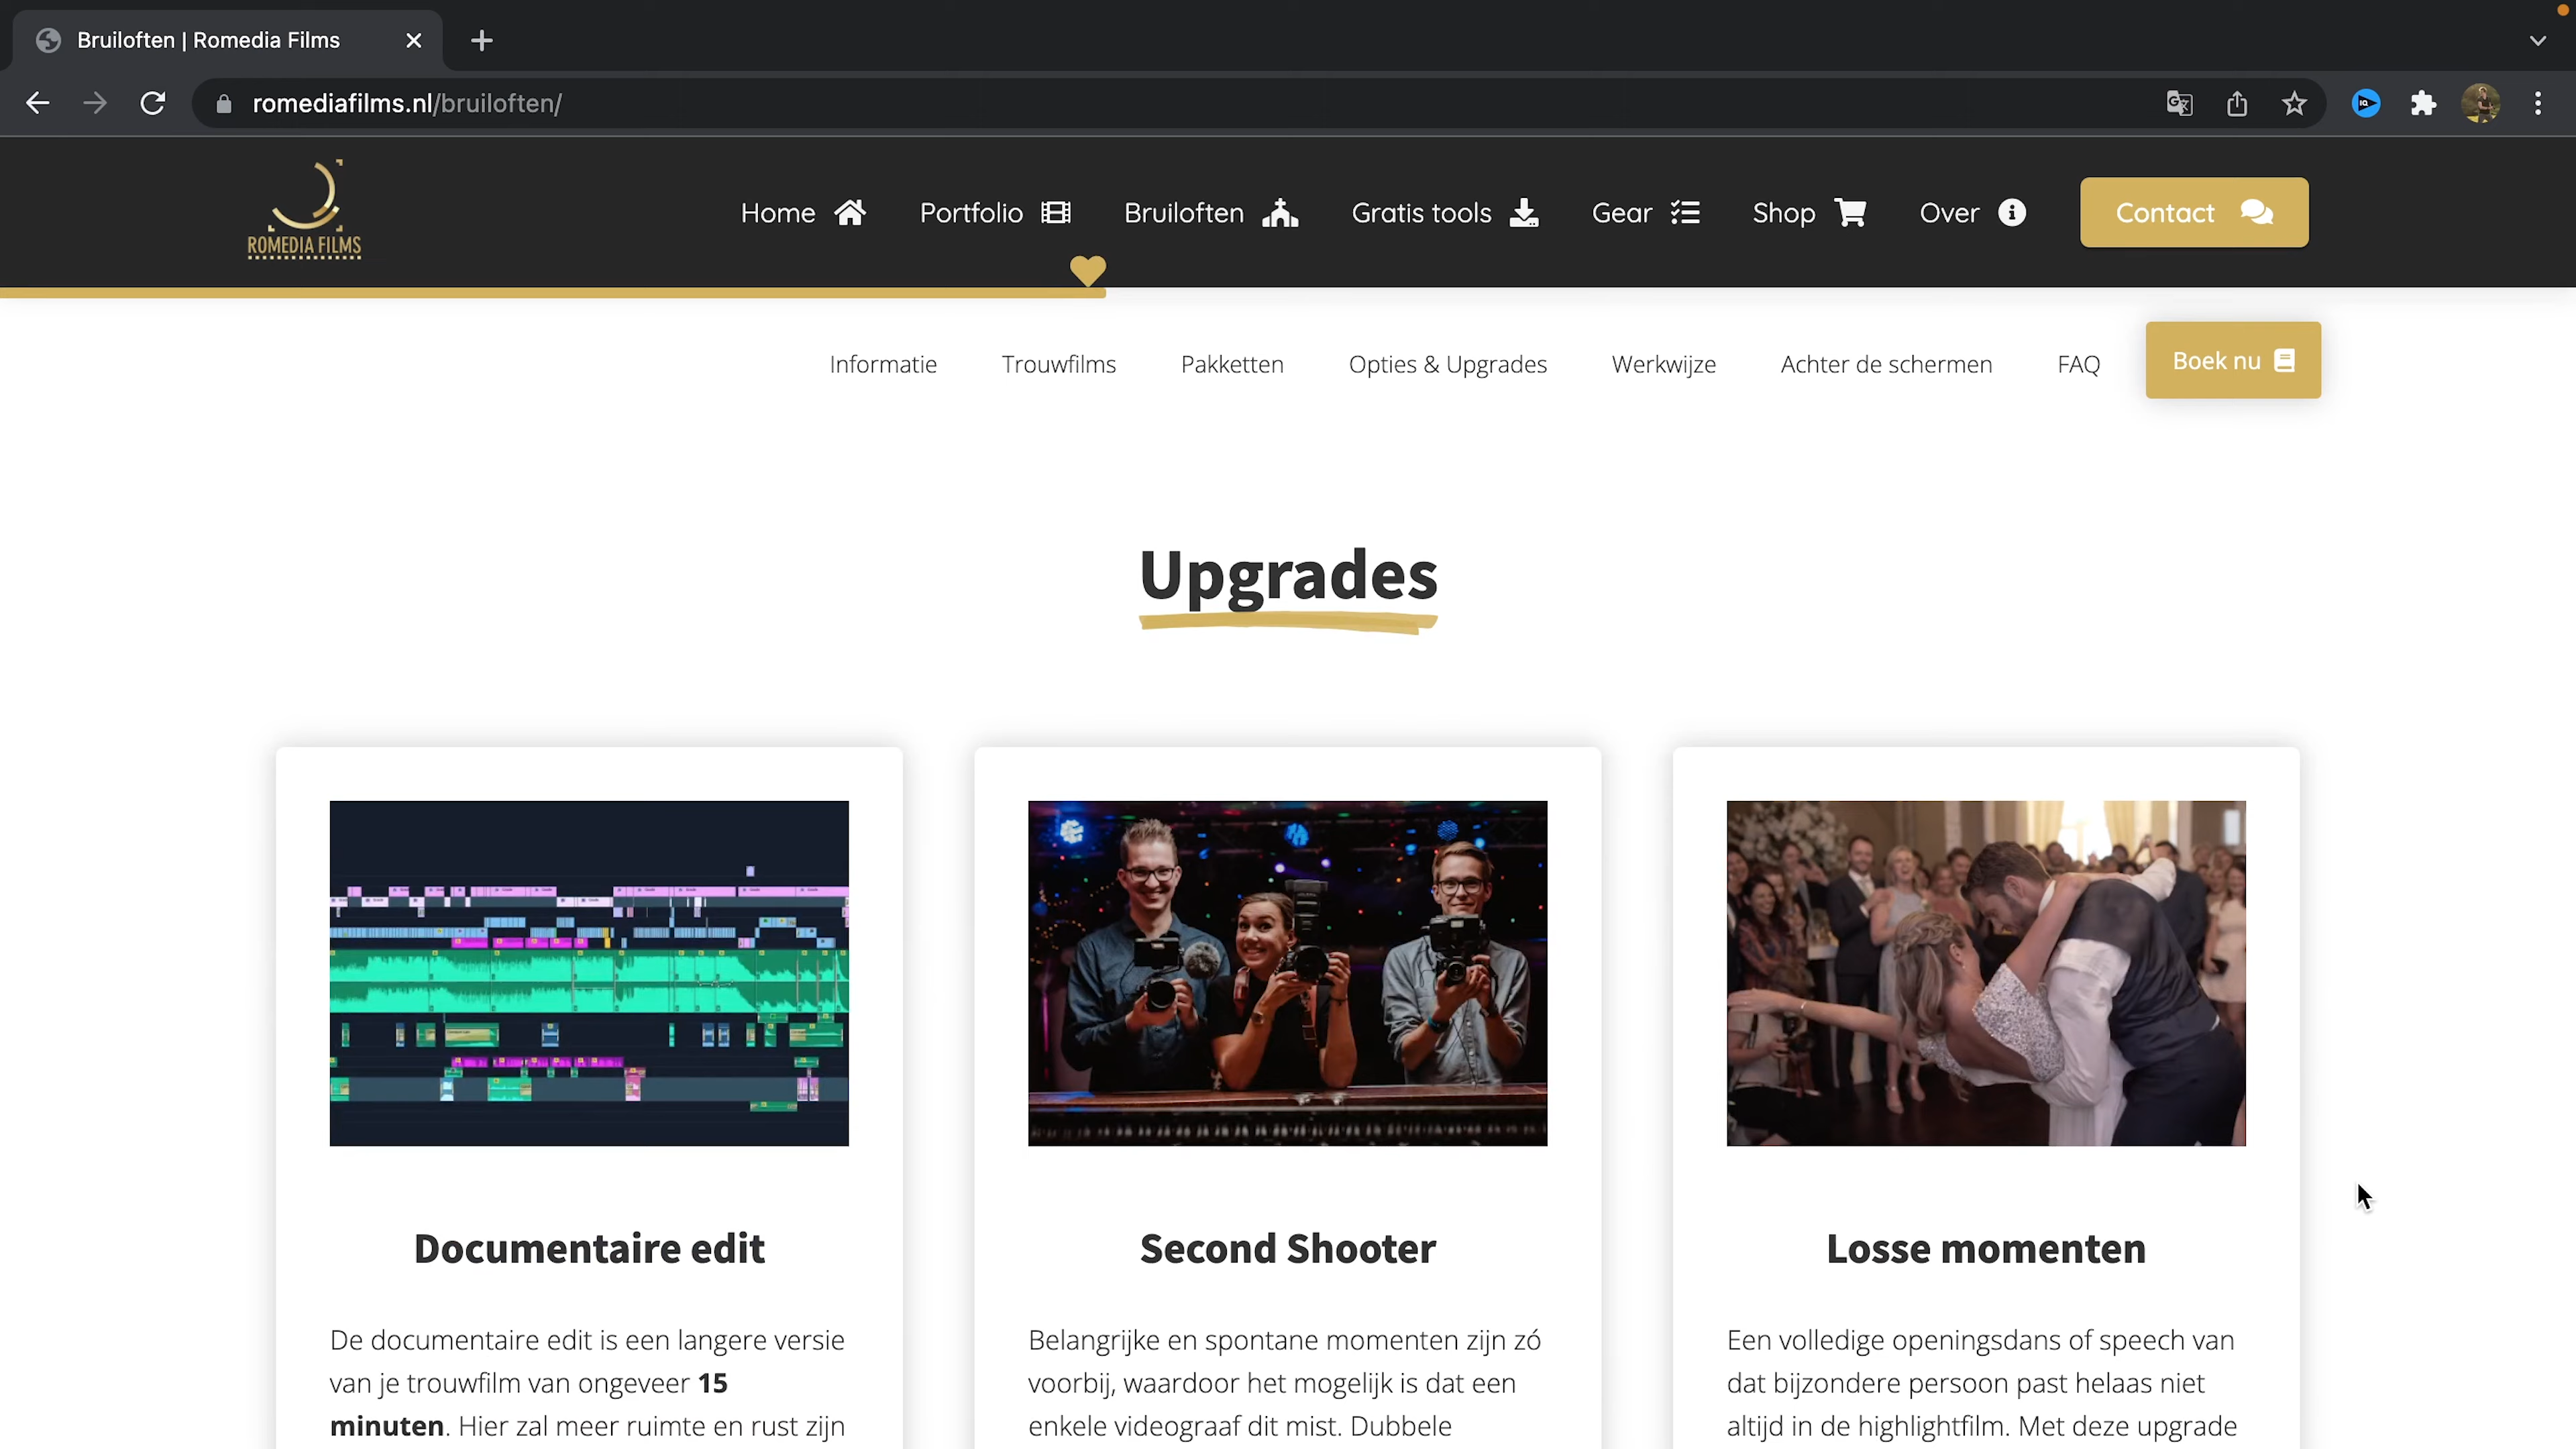 Bruiloften | Romedia Films
romediafilms.nl/bruiloften/
ROMEDIA FILMS
Home
Portfolio
Bruiloften
Gratis tools
Gear
Shop
Over
Contact
Informatie
Trouwfilms
Pakketten
Opties & Upgrades
Werkwijze
Achter de schermen
FAQ
Boek nu
Upgrades
Documentaire edit
De documentaire edit is een langere versie
van je trouwfilm van ongeveer 15
minuten. Hier zal meer ruimte en rust zijn
Second Shooter
Belangrijke en spontane momenten zijn zó
voorbij, waardoor het mogelijk is dat een
enkele videograaf dit mist. Dubbele
Losse momenten
Een volledige openingsdans of speech van
dat bijzondere persoon past helaas niet
altijd in de highlightfilm. Met deze upgrade